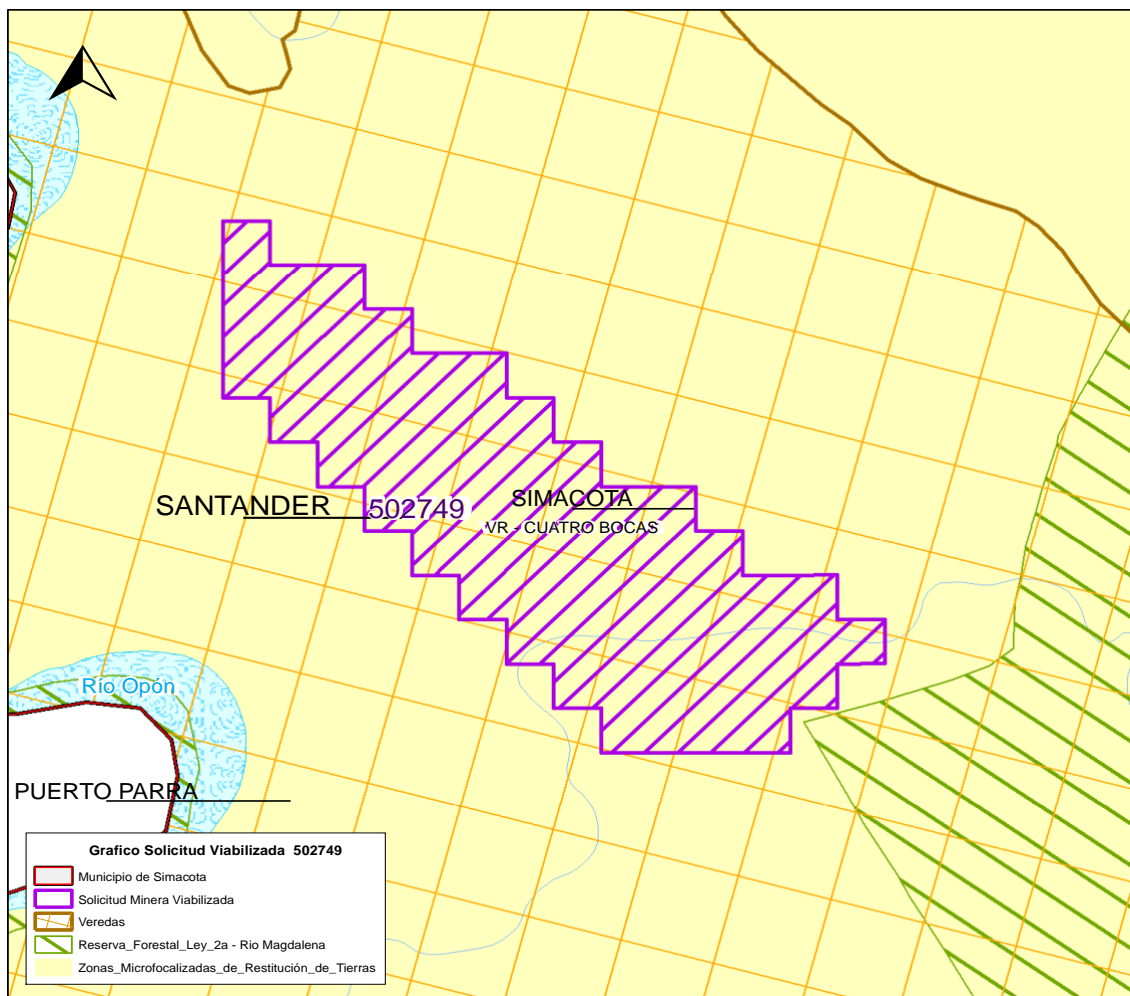 SANTANDER
502749
SIMACOTA
VR - CUATRO BOCAS
Río Opón
PUERTO PARRA
Grafico Solicitud Viabilizada 502749
Municipio de Simacota
Solicitud Minera Viabilizada
Veredas
Reserva_Forestal_Ley_2a - Rio Magdalena
Zonas_Microfocalizadas_de_Restitución_de_Tierras